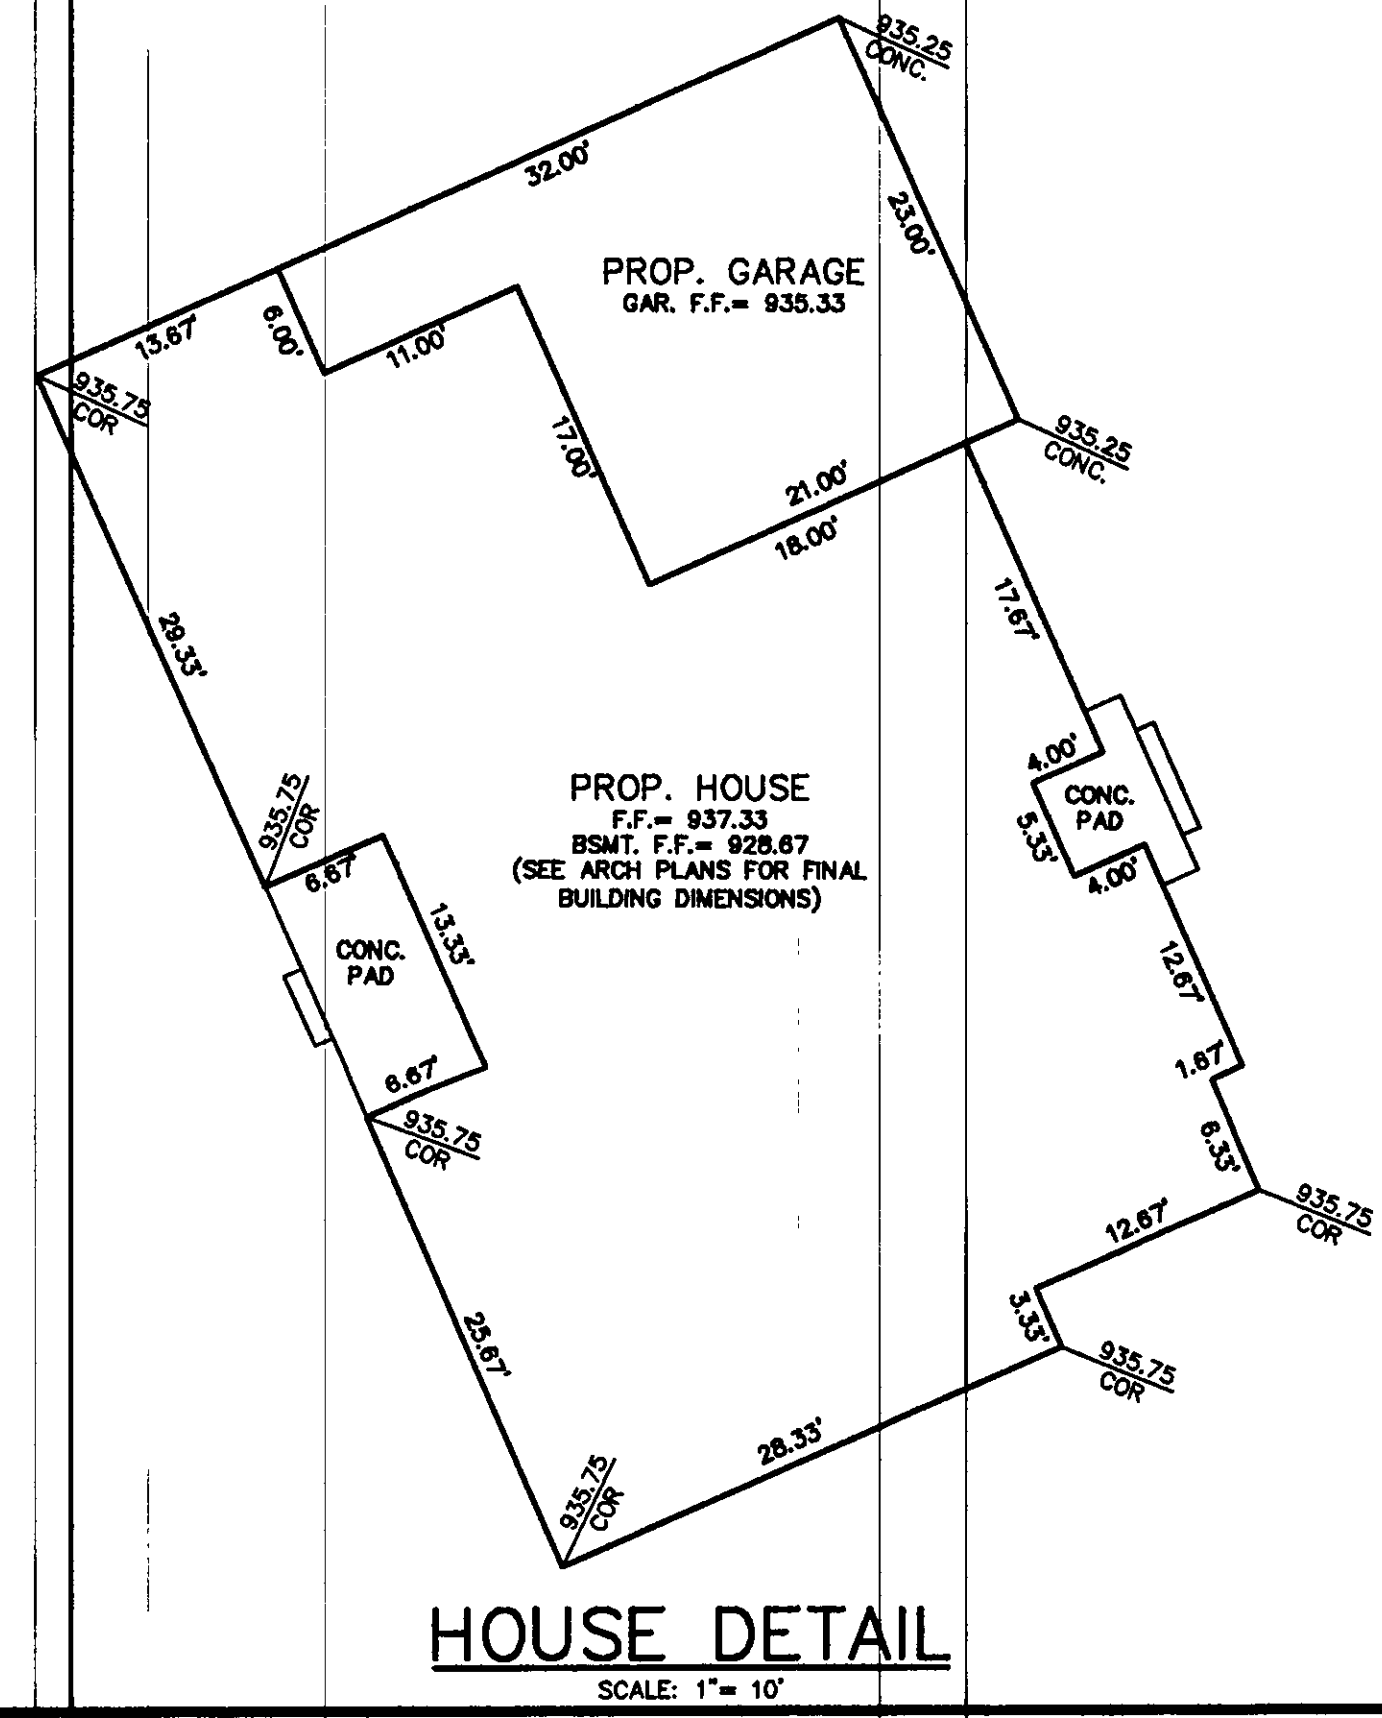 935.25
CONC.
32.00'
23.00'
PROP. GARAGE
GAR. F.F.= 935.33
6.00'
13.67'
11.00'
935.75
COR
935.25
CONC.
17.00'
21.00'
18.00'
17.67'
29.33'
4.00'
935.75
COR
PROP. HOUSE
F.F.= 937.33
BSMT. F.F.= 928.67
(SEE ARCH PLANS FOR FINAL
BUILDING DIMENSIONS)
CONC.
PAD
5.33'
4.00'
6.67'
13.33'
CONC.
PAD
12.67'
1.67'
6.67'
935.75
COR
6.33'
935.75
COR
12.67'
3.33'
25.67'
935.75
COR
28.33'
935.75
COR
HOUSE DETAIL
SCALE: 1"= 10'